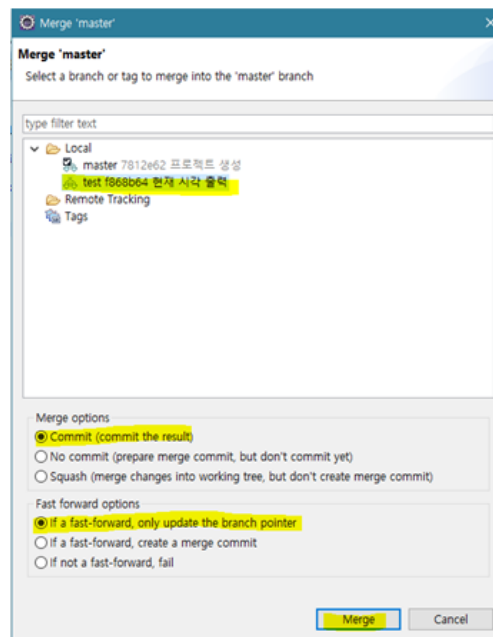 Merge 'master'
Merge 'master'
Select a branch or tag to merge into the 'master' branch
type filter text
Local
master 7812e62 프로젝트 생성
test f868b64 현재 시각 출력
Remote Tracking
Tags
Merge options
Commit (commit the result)
No commit (prepare merge commit, but don't commit yet)
Squash (merge changes into working tree, but don't create merge commit)
Fast forward options
If a fast-forward, only update the branch pointer
If a fast-forward, create a merge commit
If not a fast-forward, fail
Merge Cancel